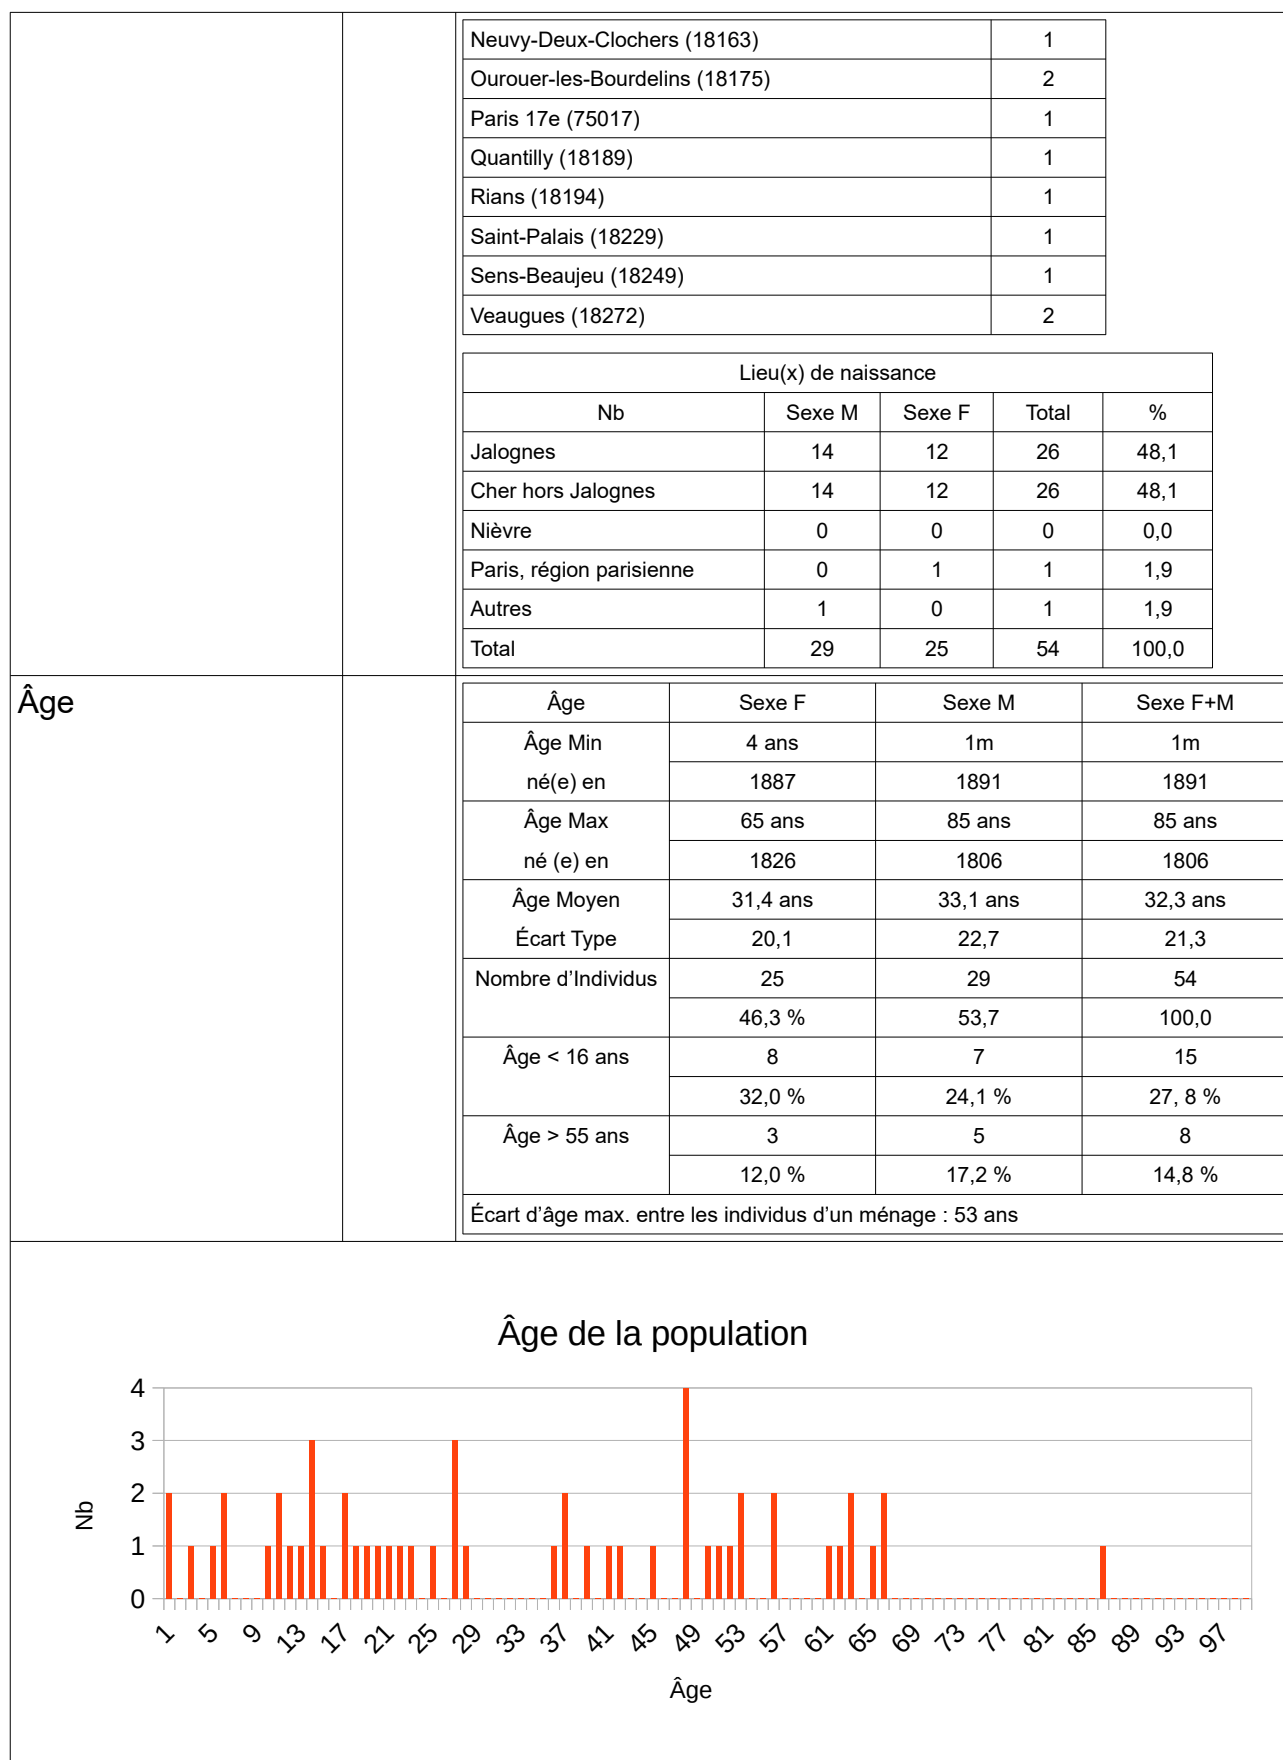 Neuvy-Deux-Clochers (18163) 1
Ourouer-les-Bourdelins (18175) 2
Paris 17e (75017) 1
Quantilly (18189) 1
Rians (18194) 1
Saint-Palais (18229) 1
Sens-Beaujeu (18249) 1
Veaugues (18272) 2
Lieu(x) de naissance
Nb Sexe M Sexe F Total %
Jalognes 14 12 26 48,1
Cher hors Jalognes 14 12 26 48,1
Nièvre 0 0 0 0,0
Paris, région parisienne 0 1 1 1,9
Autres 1 0 1 1,9
Total 29 25 54 100,0
Âge
Âge Sexe F Sexe M Sexe F+M
Âge Min 4 ans 1m 1m
né(e) en 1887 1891 1891
Âge Max 65 ans 85 ans 85 ans
né (e) en 1826 1806 1806
Âge Moyen 31,4 ans 33,1 ans 32,3 ans
Écart Type 20,1 22,7 21,3
Nombre d’Individus 25 29 54
46,3 % 53,7 100,0
Âge < 16 ans 8 7 15
32,0 % 24,1 % 27, 8 %
Âge > 55 ans 3 5 8
12,0 % 17,2 % 14,8 %
Écart d’âge max. entre les individus d’un ménage : 53 ans
Âge de la population
4
3
2
1
0
Nb
1 5 9 13 17 21 25 29 33 37 41 45 49 53 57 61 65 69 73 77 81 85 89 93 97
Âge